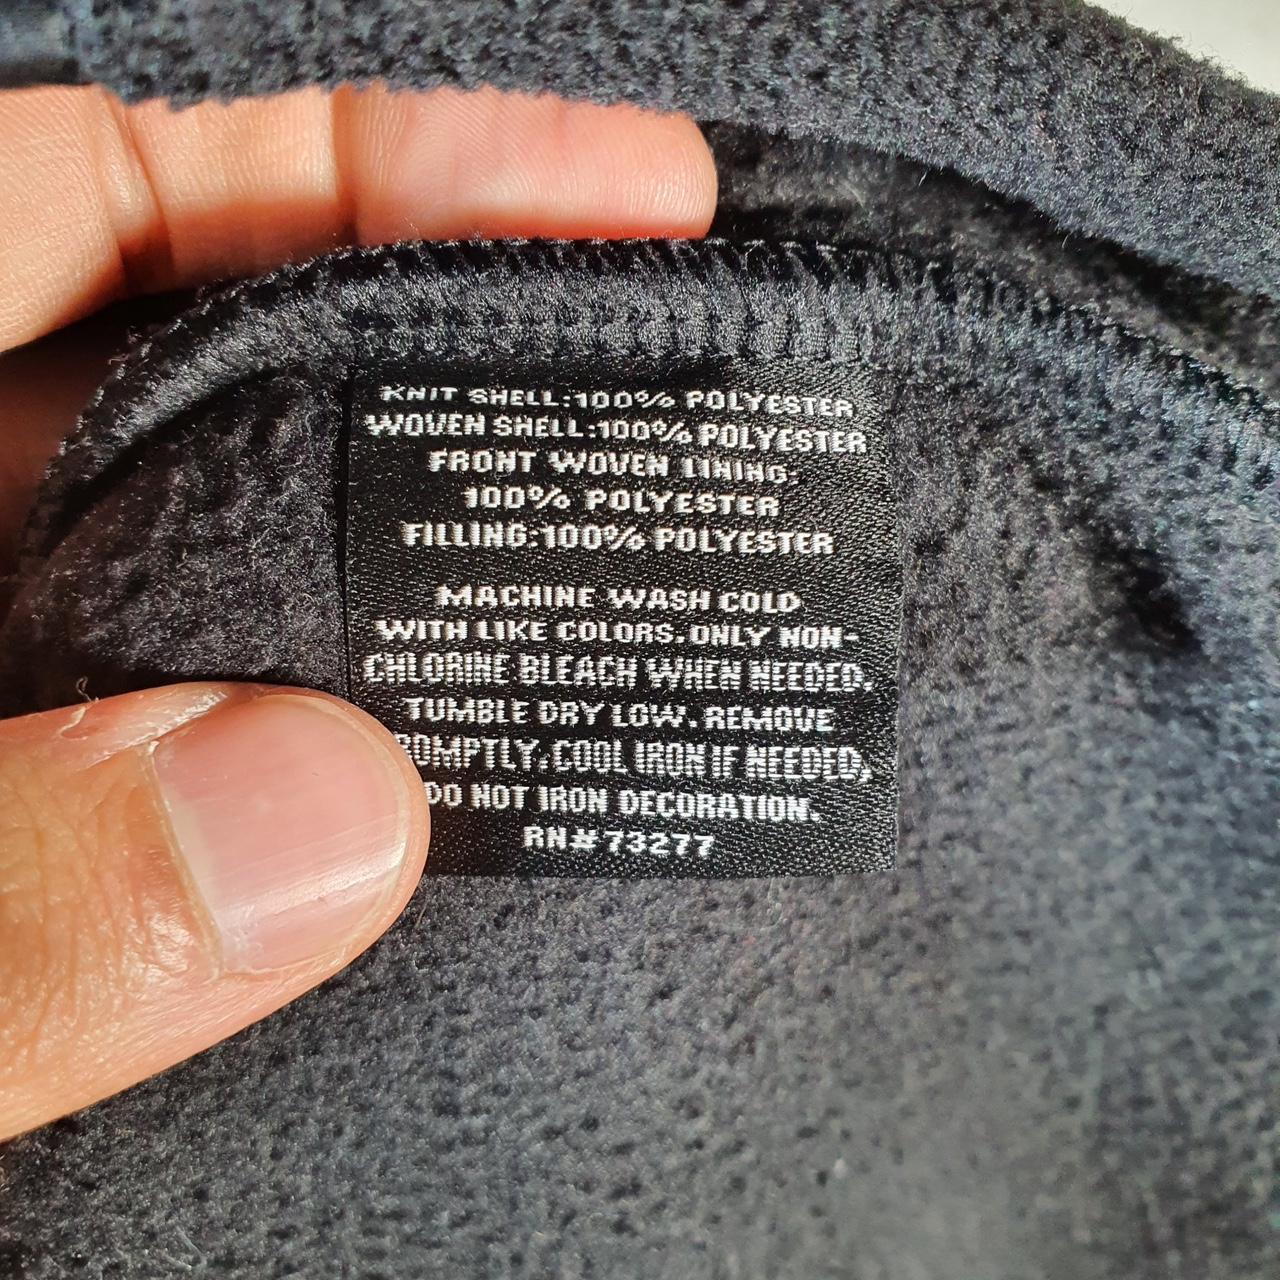 KNIT SHELL:100% POLYESTER
WOVEN SHELL:100% POLYESTER
FRONT WOVEN LINING:
100% POLYESTER
FILLING:100% POLYESTER
MACHINE WASH COLD
WITH LIKE COLORS.ONLY NON-
CHLORINE BLEACH WHEN NEEDED.
TUMBLE DRY LOW. REMOVE
ROMPTLY.COOL IRON IF NEEDED,
DO NOT IRON DECORATION.
RN#73277